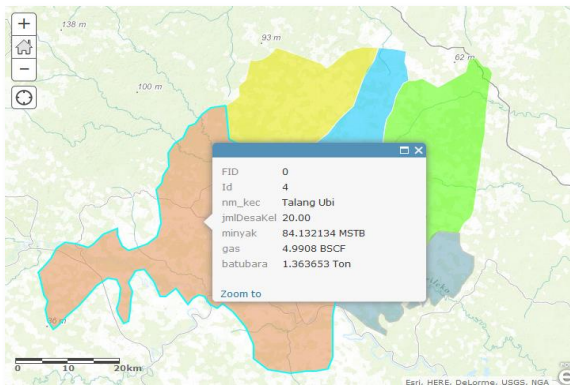 138 m
93 m
62 m
100 m
FID 0
Id 4
nm_kec Talang Ubi
jmlDesaKel 20.00
minyak 84.132134 MSTB
gas 4.9908 BSCF
batubara 1.363653 Ton
Zoom to
36 m
0 10 20km
Esri, HERE, DeLorme, USGS, NGA